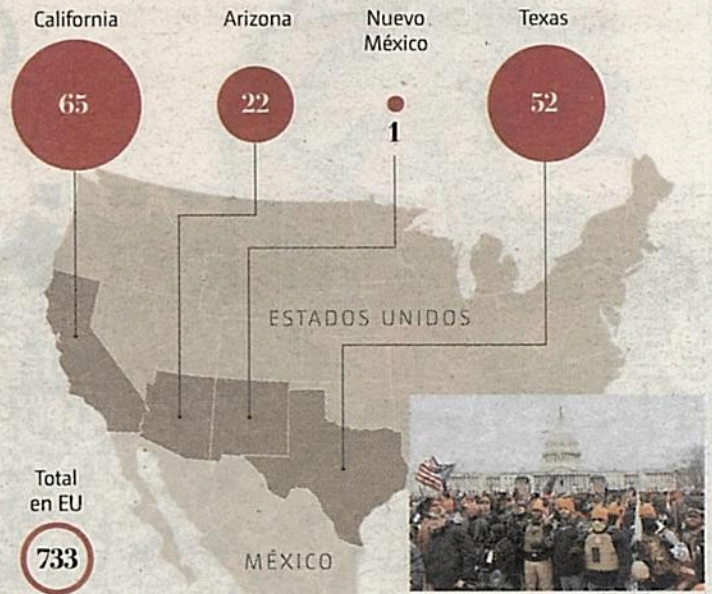 California
Arizona
Nuevo
México
Texas
65
22
1
52
ESTADOS UNIDOS
Total
en EU
733
MÉXICO